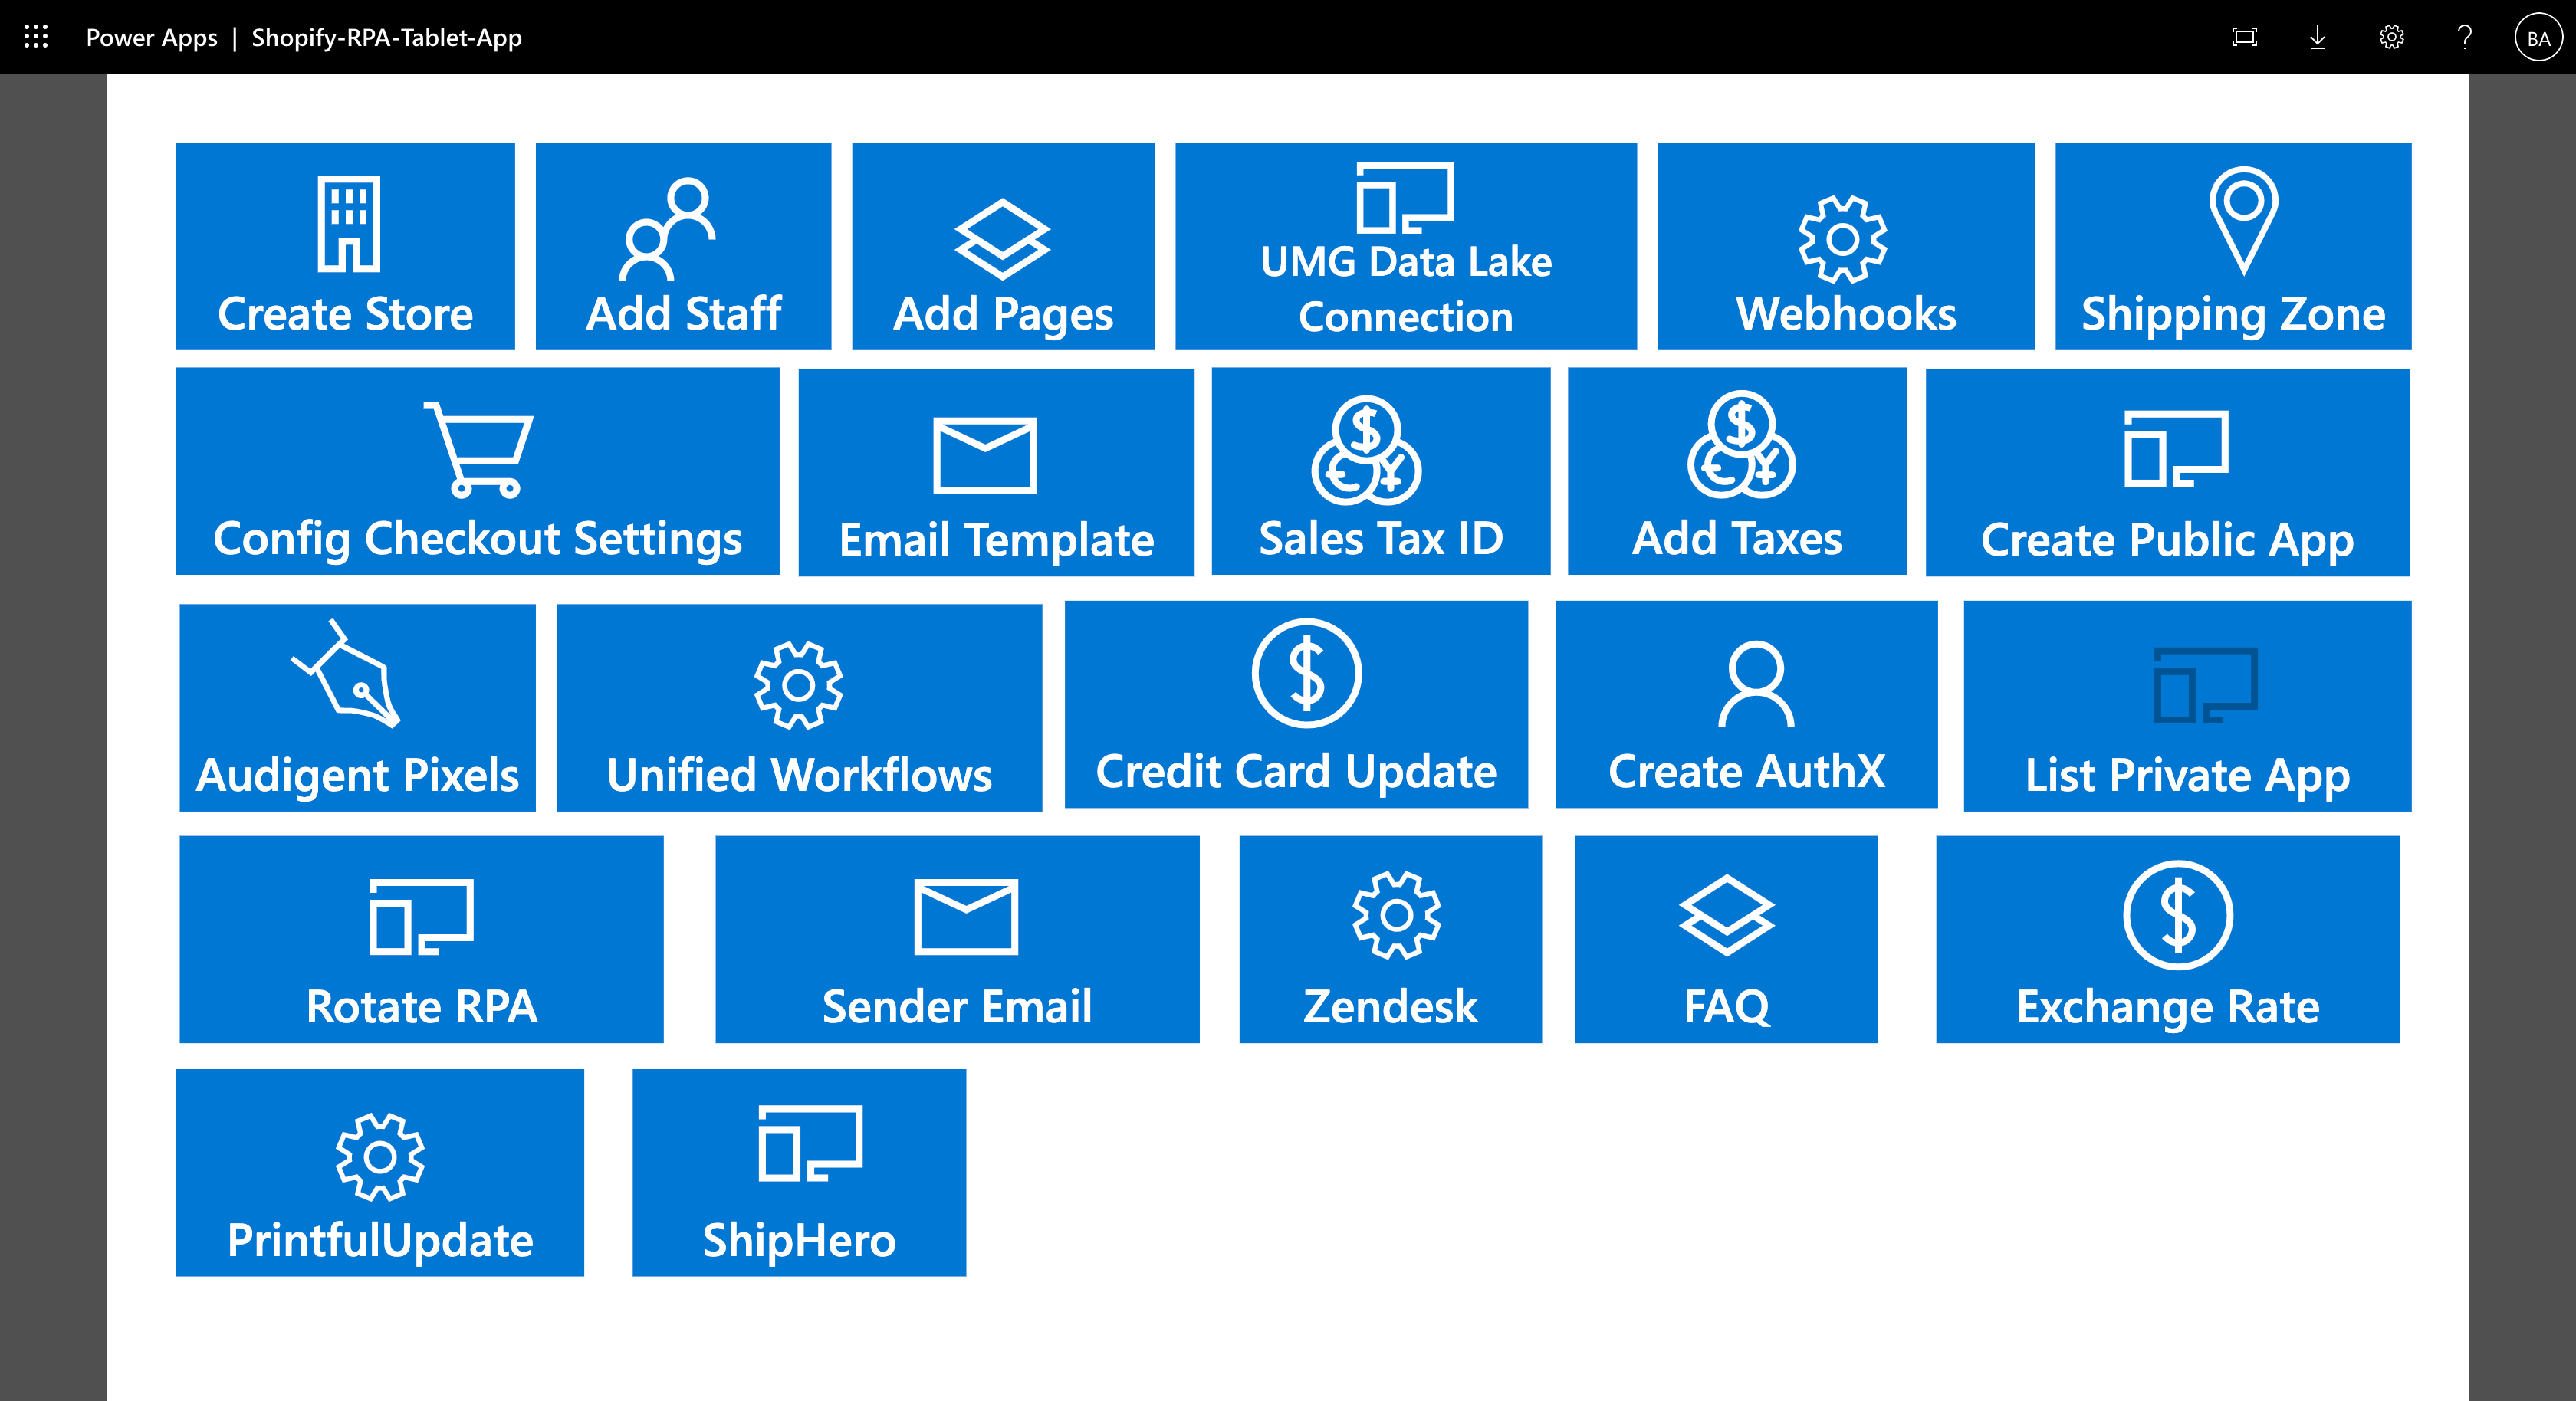 Power Apps | Shopify-RPA-Tablet-App
BA
Create Store
Add Staff
Add Pages
UMG Data Lake
Connection
Webhooks
Shipping Zone
Config Checkout Settings
Email Template
Sales Tax ID
Add Taxes
Create Public App
Audigent Pixels
Unified Workflows
Credit Card Update
Create AuthX
List Private App
Rotate RPA
Sender Email
Zendesk
FAQ
Exchange Rate
PrintfulUpdate
ShipHero